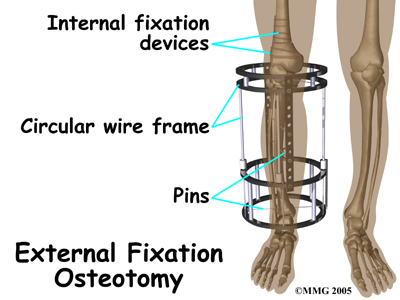 Internal fixation
devices
Circular wire frame
Pins
External Fixation
Osteotomy
©MMG 2005